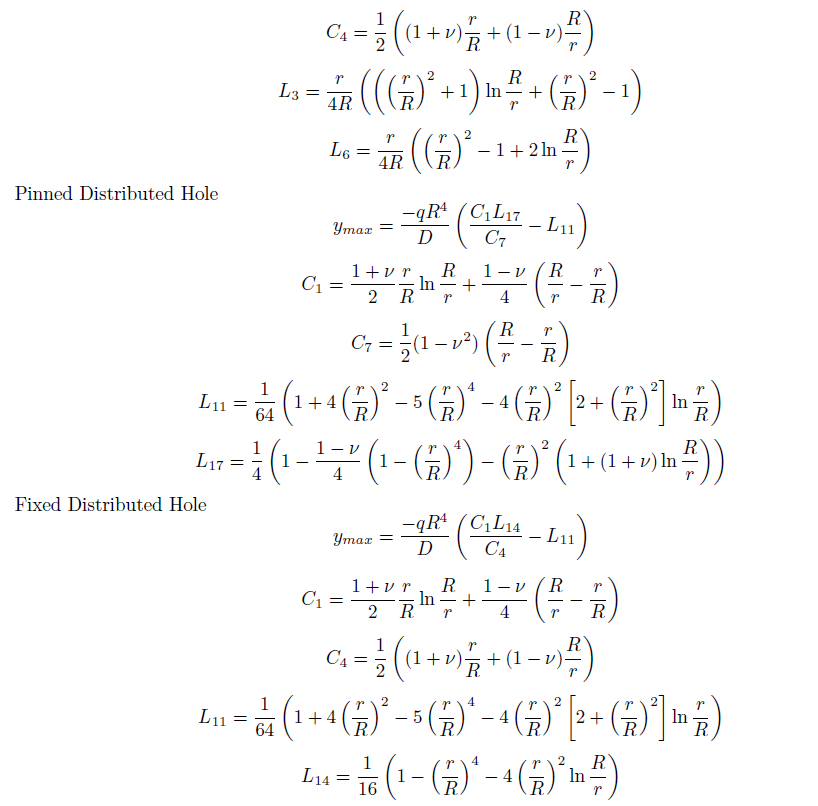 C_4 = \frac{1}{2}\left((1+\nu)\frac{r}{R} + (1-\nu)\frac{R}{r}\right)
L_3 = \frac{r}{4R}\left(\left(\left(\frac{r}{R}\right)^2 + 1\right)\ln\frac{R}{r} + \left(\frac{r}{R}\right)^2 - 1\right)
L_6 = \frac{r}{4R}\left(\left(\frac{r}{R}\right)^2 - 1 + 2\ln\frac{R}{r}\right)
Pinned Distributed Hole
y_{max} = \frac{-qR^4}{D}\left(\frac{C_1 L_{17}}{C_7} - L_{11}\right)
C_1 = \frac{1+\nu}{2}\frac{r}{R}\ln\frac{R}{r} + \frac{1-\nu}{4}\left(\frac{R}{r} - \frac{r}{R}\right)
C_7 = \frac{1}{2}(1-\nu^2)\left(\frac{R}{r} - \frac{r}{R}\right)
L_{11} = \frac{1}{64}\left(1 + 4\left(\frac{r}{R}\right)^2 - 5\left(\frac{r}{R}\right)^4 - 4\left(\frac{r}{R}\right)^2\left[2 + \left(\frac{r}{R}\right)^2\right]\ln\frac{r}{R}\right)
L_{17} = \frac{1}{4}\left(1 - \frac{1-\nu}{4}\left(1 - \left(\frac{r}{R}\right)^4\right) - \left(\frac{r}{R}\right)^2\left(1 + (1+\nu)\ln\frac{R}{r}\right)\right)
Fixed Distributed Hole
y_{max} = \frac{-qR^4}{D}\left(\frac{C_1 L_{14}}{C_4} - L_{11}\right)
C_1 = \frac{1+\nu}{2}\frac{r}{R}\ln\frac{R}{r} + \frac{1-\nu}{4}\left(\frac{R}{r} - \frac{r}{R}\right)
C_4 = \frac{1}{2}\left((1+\nu)\frac{r}{R} + (1-\nu)\frac{R}{r}\right)
L_{11} = \frac{1}{64}\left(1 + 4\left(\frac{r}{R}\right)^2 - 5\left(\frac{r}{R}\right)^4 - 4\left(\frac{r}{R}\right)^2\left[2 + \left(\frac{r}{R}\right)^2\right]\ln\frac{r}{R}\right)
L_{14} = \frac{1}{16}\left(1 - \left(\frac{r}{R}\right)^4 - 4\left(\frac{r}{R}\right)^2\ln\frac{R}{r}\right)